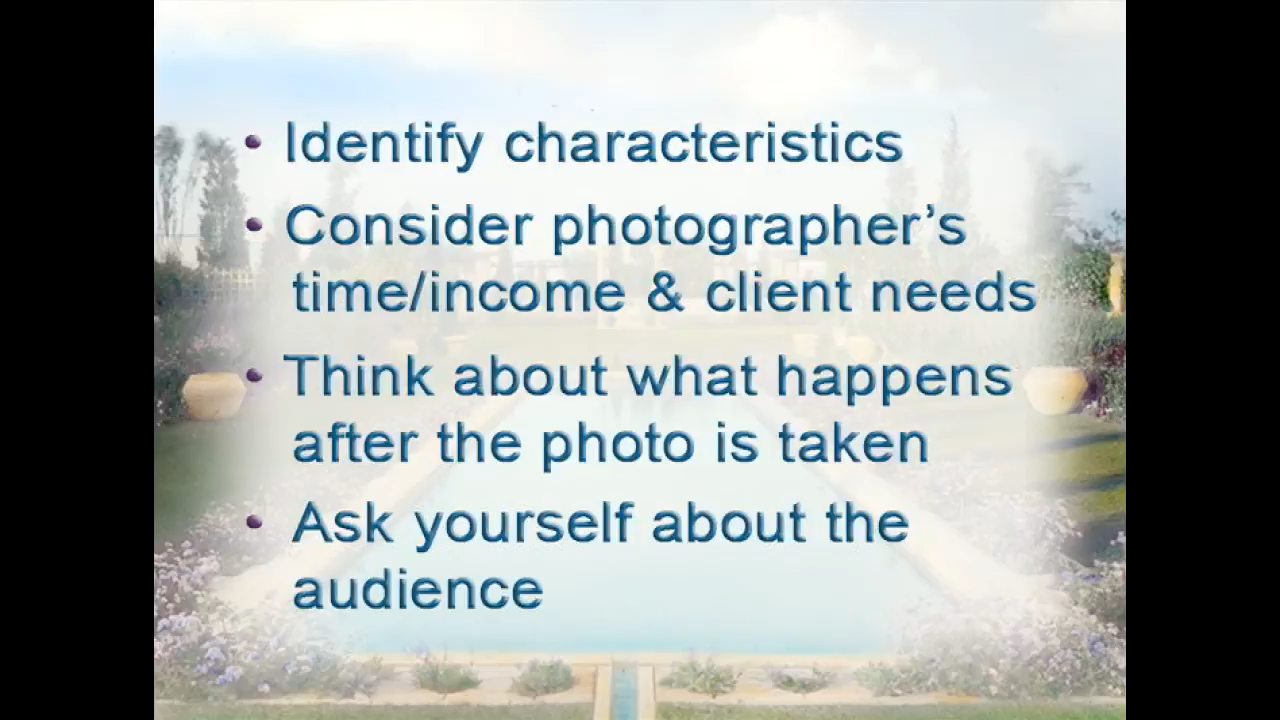 • Identify characteristics
• Consider photographer’s
time/income & client needs
• Think about what happens
after the photo is taken
• Ask yourself about the
audience